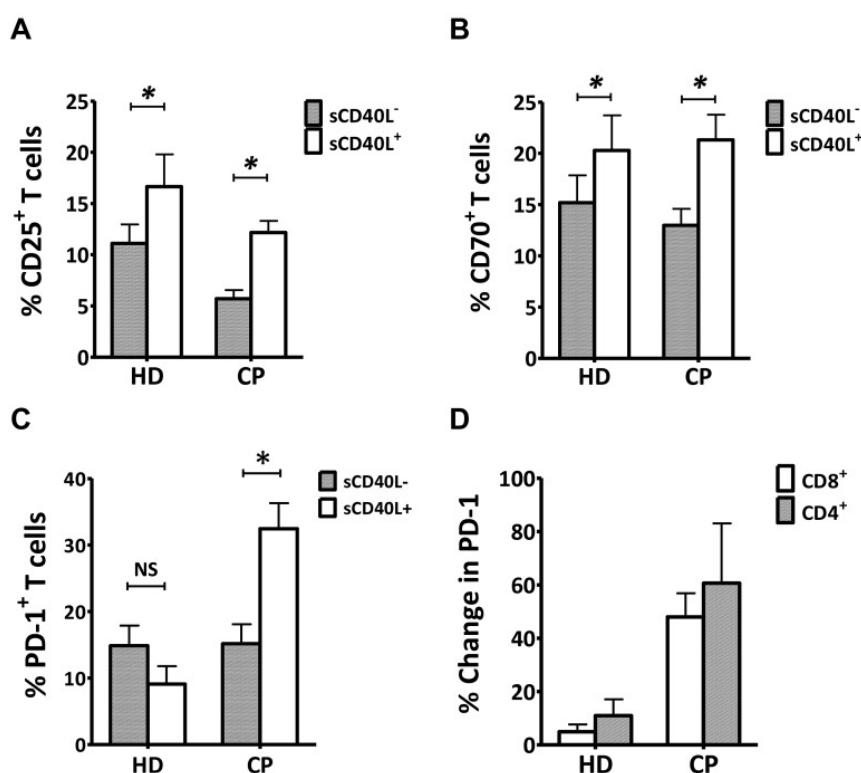 A
% CD25⁺ T cells
25
20
15
10
5
0
*
*
HD
CP
sCD40L⁻
sCD40L⁺
B
% CD70⁺ T cells
25
20
15
10
5
0
*
*
HD
CP
sCD40L⁻
sCD40L⁺
C
% PD-1⁺ T cells
40
30
20
10
0
NS
*
HD
CP
sCD40L-
sCD40L+
D
% Change in PD-1
100
80
60
40
20
0
HD
CP
CD8⁺
CD4⁺